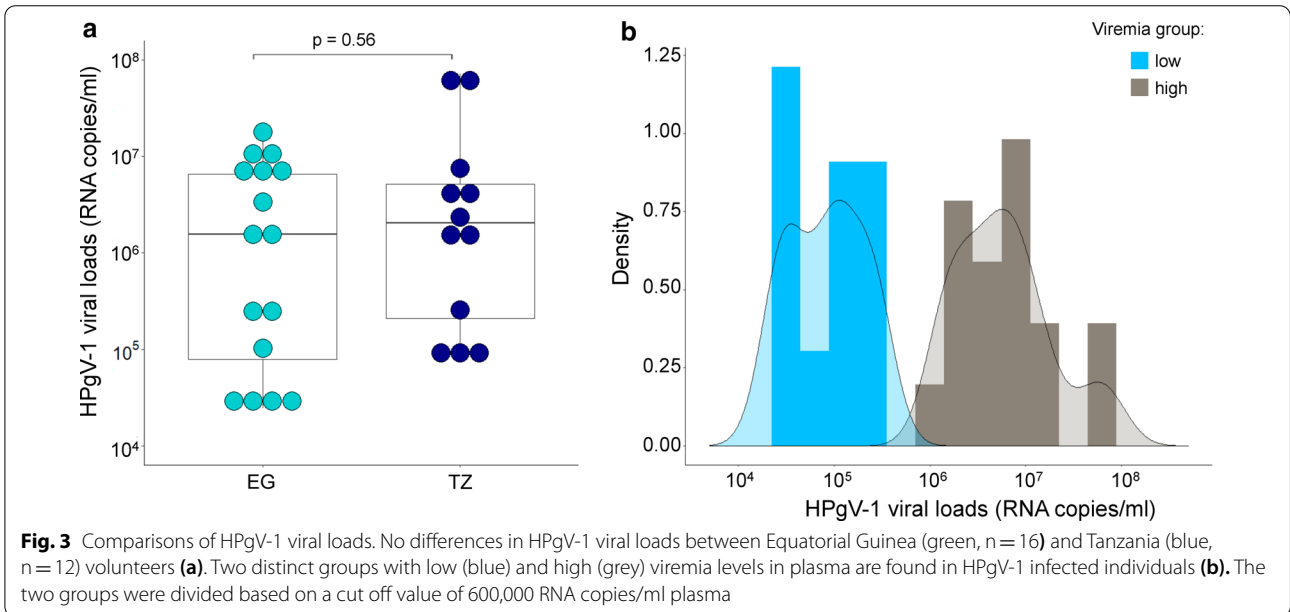 a
p = 0.56
10⁸
10⁷
10⁶
10⁵
10⁴
HPgV-1 viral loads (RNA copies/ml)
EG
TZ
b
Viremia group:
low
high
1.25
1.00
0.75
0.50
0.25
0.00
Density
10⁴ 10⁵ 10⁶ 10⁷ 10⁸
HPgV-1 viral loads (RNA copies/ml)
Fig. 3 Comparisons of HPgV-1 viral loads. No differences in HPgV-1 viral loads between Equatorial Guinea (green, n = 16) and Tanzania (blue,
n = 12) volunteers (a). Two distinct groups with low (blue) and high (grey) viremia levels in plasma are found in HPgV-1 infected individuals (b). The
two groups were divided based on a cut off value of 600,000 RNA copies/ml plasma